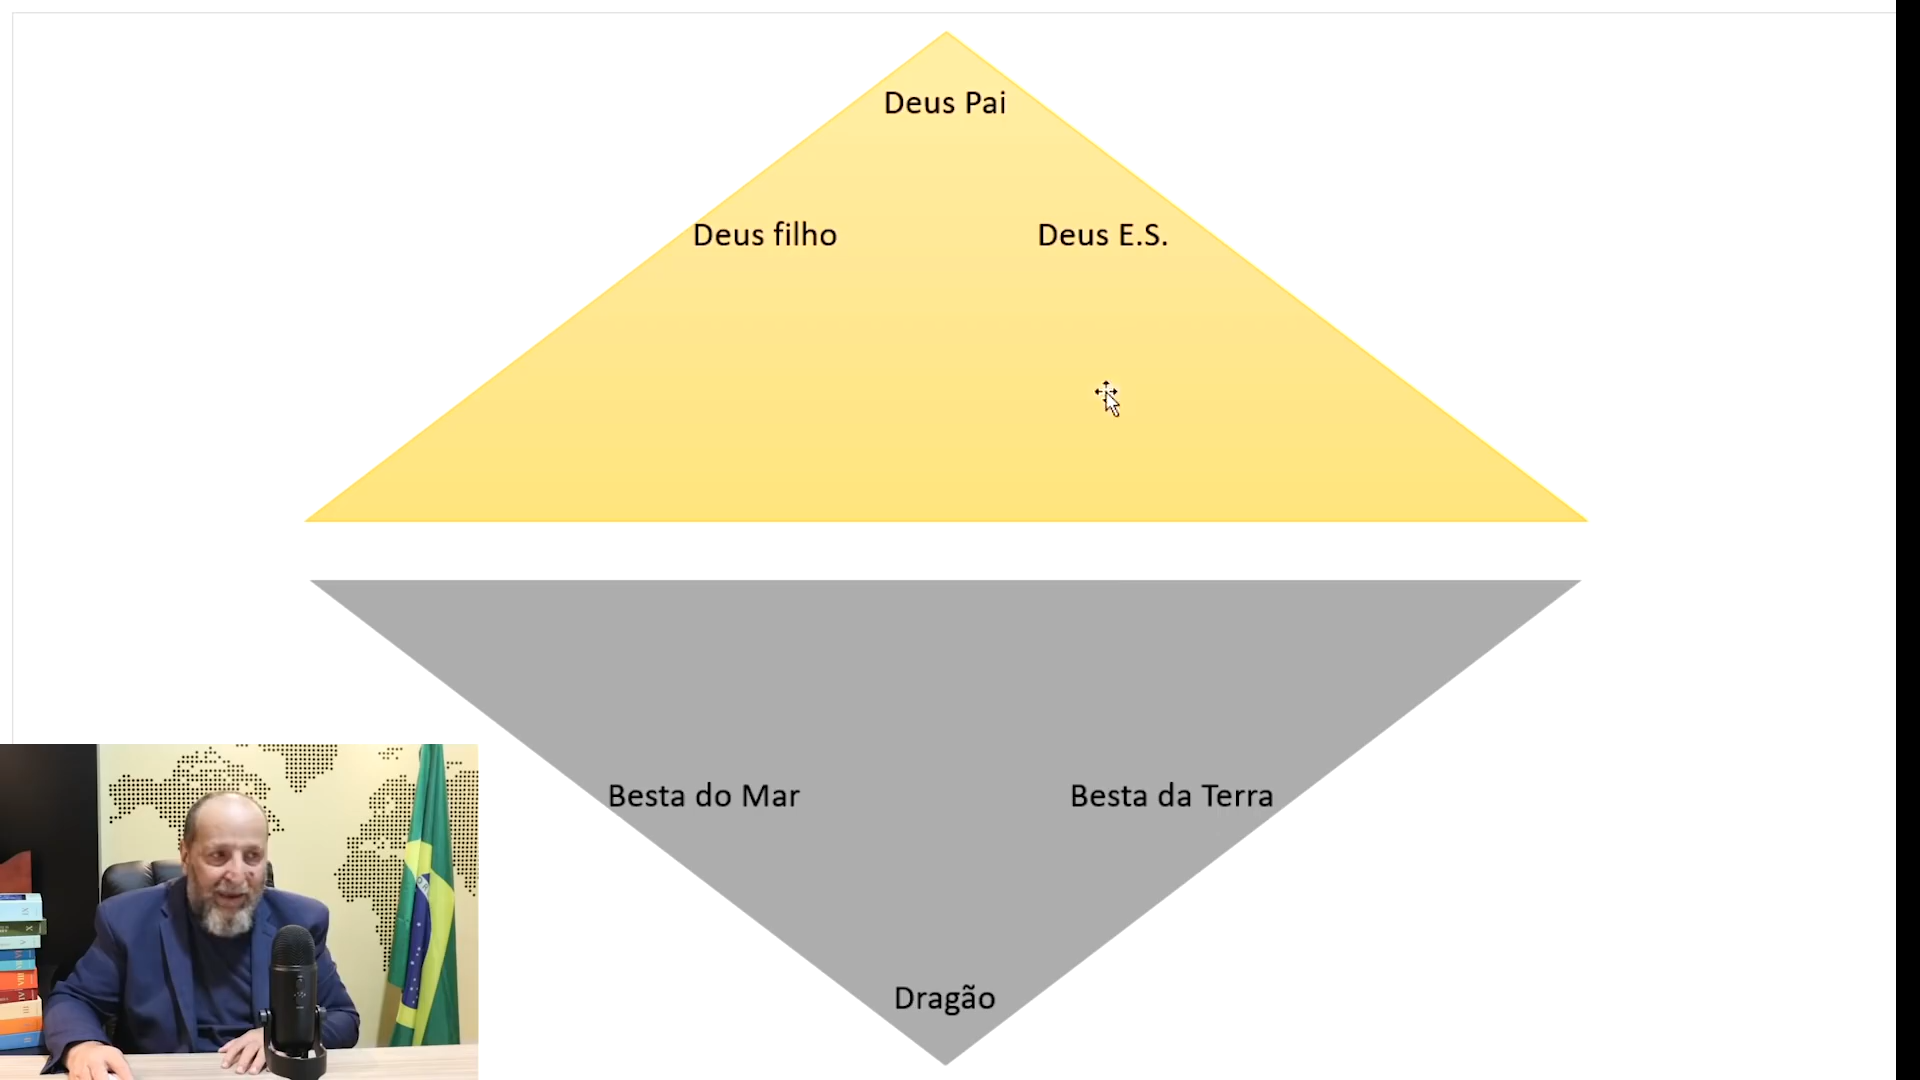 Deus Pai
Deus filho
Deus E.S.
Besta do Mar
Besta da Terra
Dragão